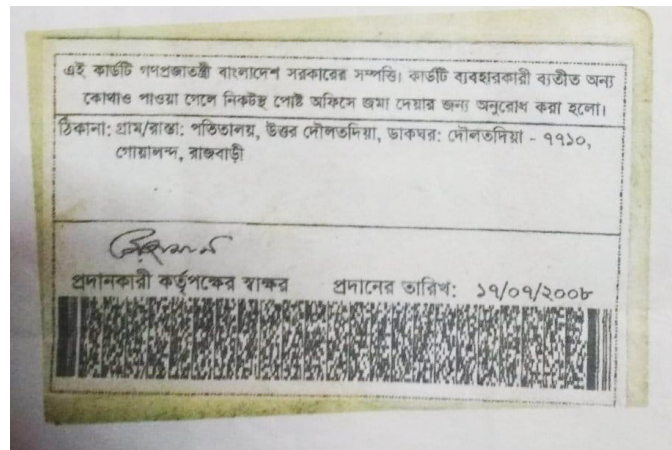 এই কার্ডটি গণপ্রজাতন্ত্রী বাংলাদেশ সরকারের সম্পত্তি। কার্ডটি ব্যবহারকারী ব্যতীত অন্য
কোথাও পাওয়া গেলে নিকটস্থ পোষ্ট অফিসে জমা দেয়ার জন্য অনুরোধ করা হলো।
ঠিকানা: গ্রাম/রাস্তা: পতিতালয়, উত্তর দৌলতদিয়া, ডাকঘর: দৌলতদিয়া - ৭৭১০,
গোয়ালন্দ, রাজবাড়ী
প্রদানকারী কর্তৃপক্ষের স্বাক্ষর প্রদানের তারিখ: ১৭/০৭/২০০৮